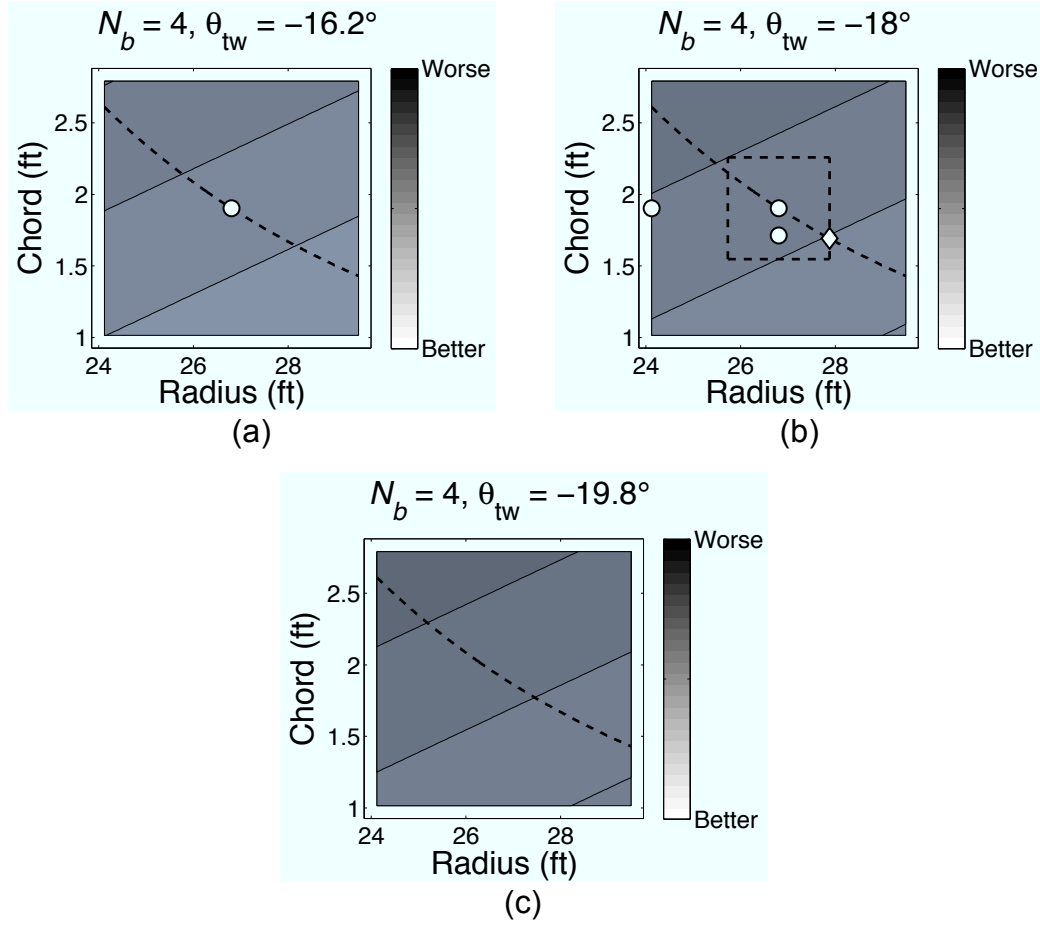 N_b = 4, θ_tw = −16.2°
Worse
2.5
2
1.5
1
Chord (ft)
Better
24 26 28
Radius (ft)
(a)
N_b = 4, θ_tw = −18°
Worse
2.5
2
1.5
1
Chord (ft)
Better
24 26 28
Radius (ft)
(b)
N_b = 4, θ_tw = −19.8°
Worse
2.5
2
1.5
1
Chord (ft)
Better
24 26 28
Radius (ft)
(c)